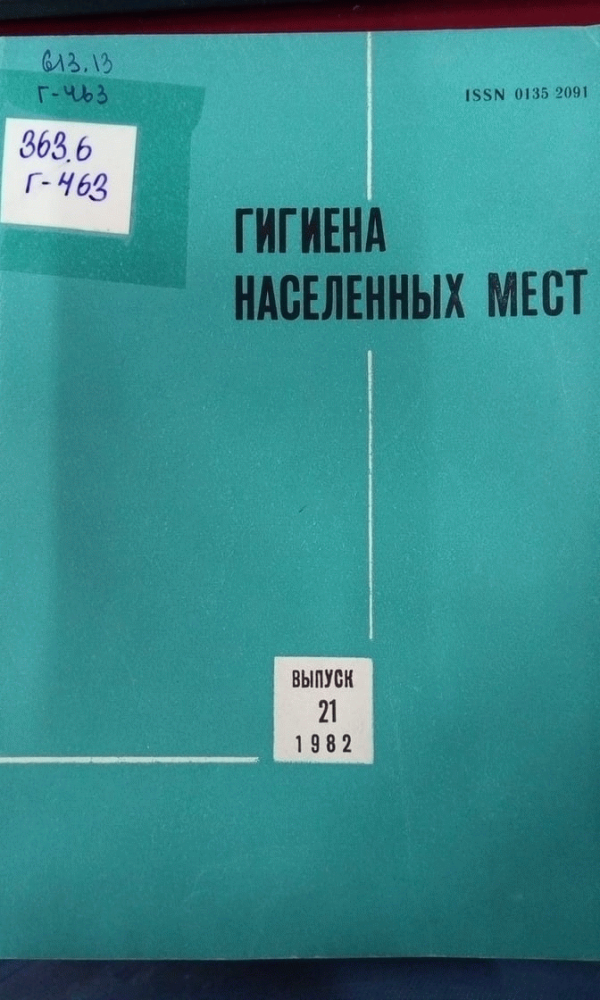 613.13
Г-463
363.6
Г-463
ISSN 0135 2091
ГИГИЕНА
НАСЕЛЕННЫХ МЕСТ
ВЫПУСК
21
1982